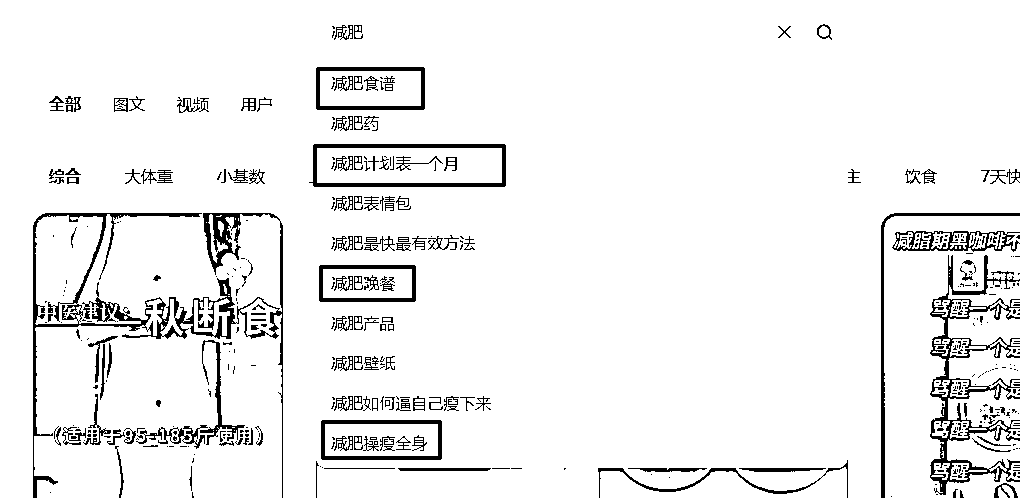 减肥
减肥食谱
全部 图文 视频 用户
减肥药
减肥计划表一个月
综合 大体重 小基数
主 饮食 7天快
减肥表情包
减肥最快最有效方法
减肥晚餐
减肥产品
减肥壁纸
减肥如何逼自己瘦下来
减肥操瘦全身
中医建议:
秋断食
(适用于95-185斤使用)
减脂期黑咖啡不
骂醒一个是
骂醒一个是
骂醒一个是
骂醒一个是
骂醒一个是